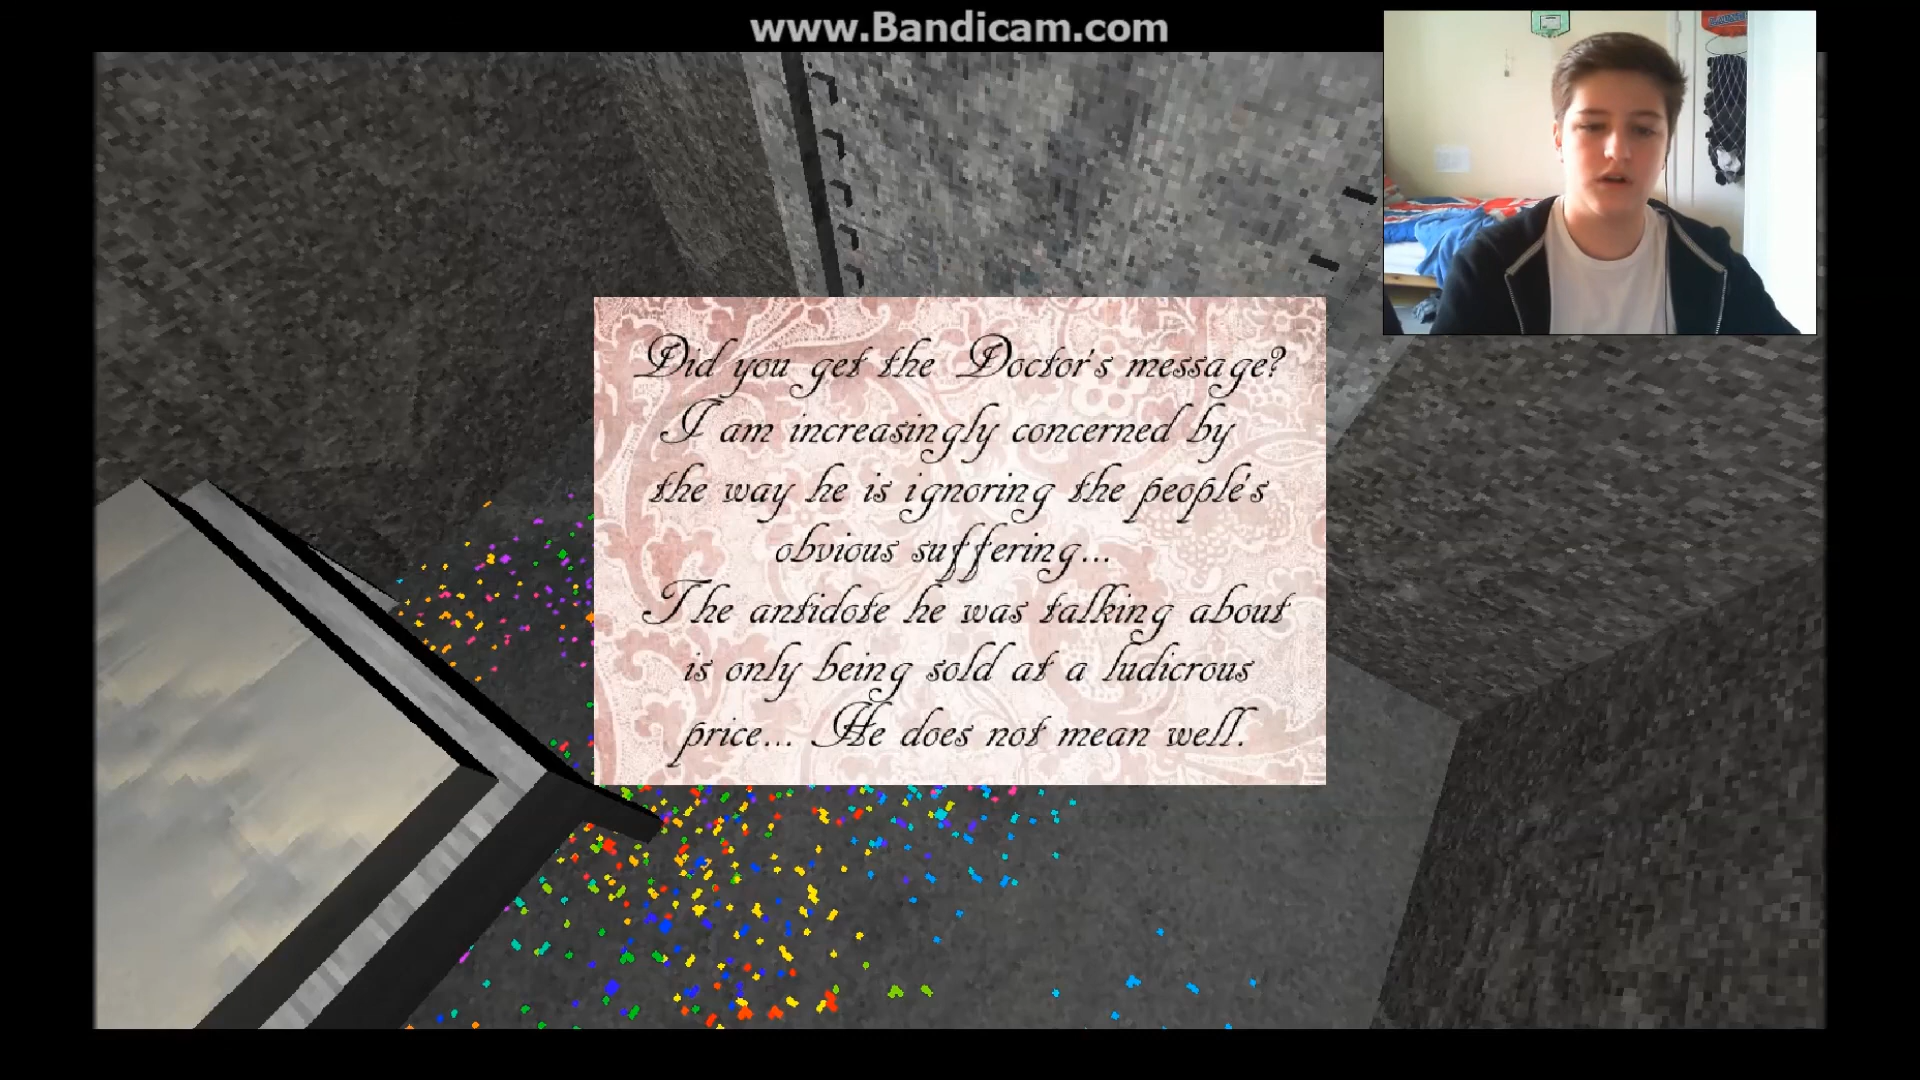 www.Bandicam.com
Did you get the Doctor's message?
I am increasingly concerned by
the way he is ignoring the people's
obvious suffering...
The antidote he was talking about
is only being sold at a ludicrous
price... He does not mean well.